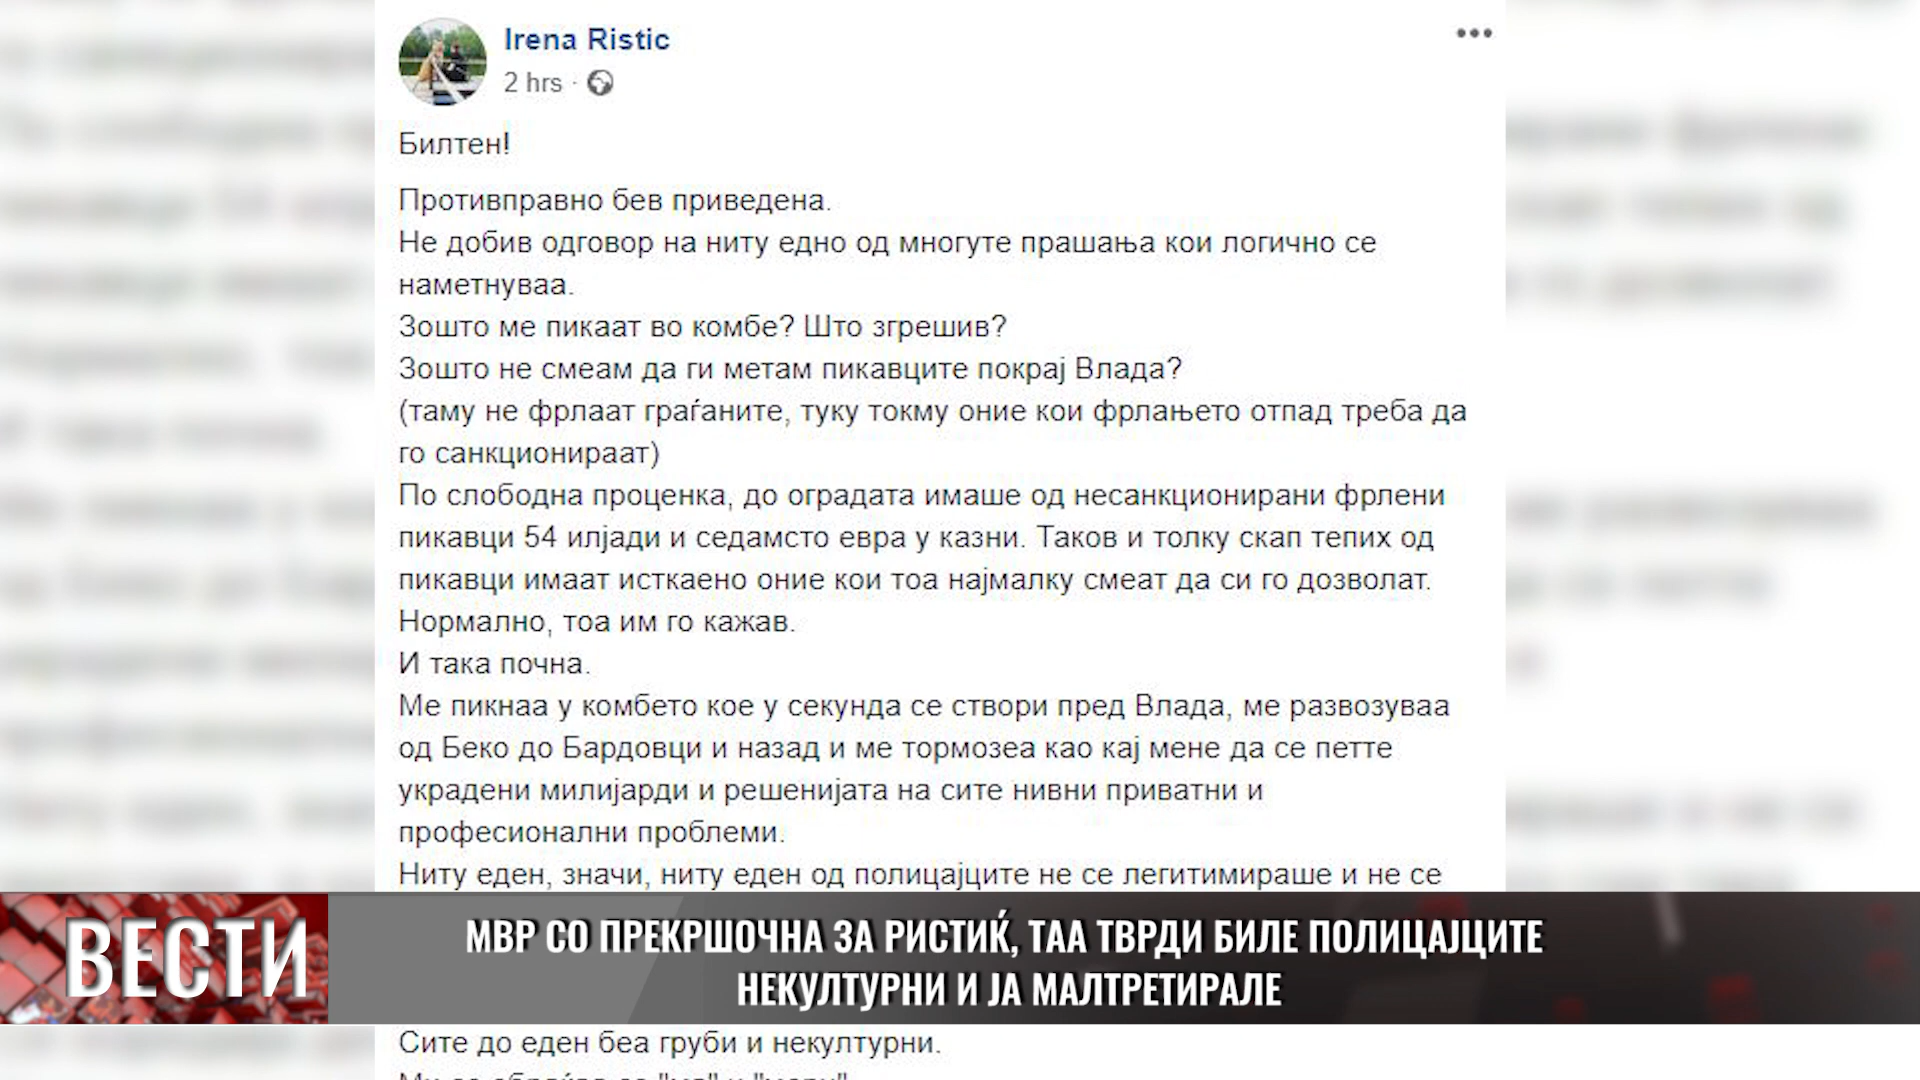 Irena Ristic
2 hrs ·
Билтен!
Противправно бев приведена.
Не добив одговор на ниту едно од многуте прашања кои логично се
наметнуваа.
Зошто ме пикаат во комбе? Што згрешив?
Зошто не смеам да ги метам пикавците покрај Влада?
(таму не фрлаат граѓаните, туку токму оние кои фрлањето отпад треба да
го санкционираат)
По слободна проценка, до оградата имаше од несанкционирани фрлени
пикавци 54 илјади и седамсто евра у казни. Таков и толку скап тепих од
пикавци имаат исткаено оние кои тоа најмалку смеат да си го дозволат.
Нормално, тоа им го кажав.
И така почна.
Ме пикнаа у комбето кое у секунда се створи пред Влада, ме развозуваа
од Беко до Бардовци и назад и ме тормозеа као кај мене да се петте
украдени милијарди и решенијата на сите нивни приватни и
професионални проблеми.
Ниту еден, значи, ниту еден од полицајците не се легитимираше и не се
ВЕСТИ
МВР СО ПРЕКРШОЧНА ЗА РИСТИЌ, ТАА ТВРДИ БИЛЕ ПОЛИЦАЈЦИТЕ
НЕКУЛТУРНИ И ЈА МАЛТРЕТИРАЛЕ
Сите до еден беа груби и некултурни.